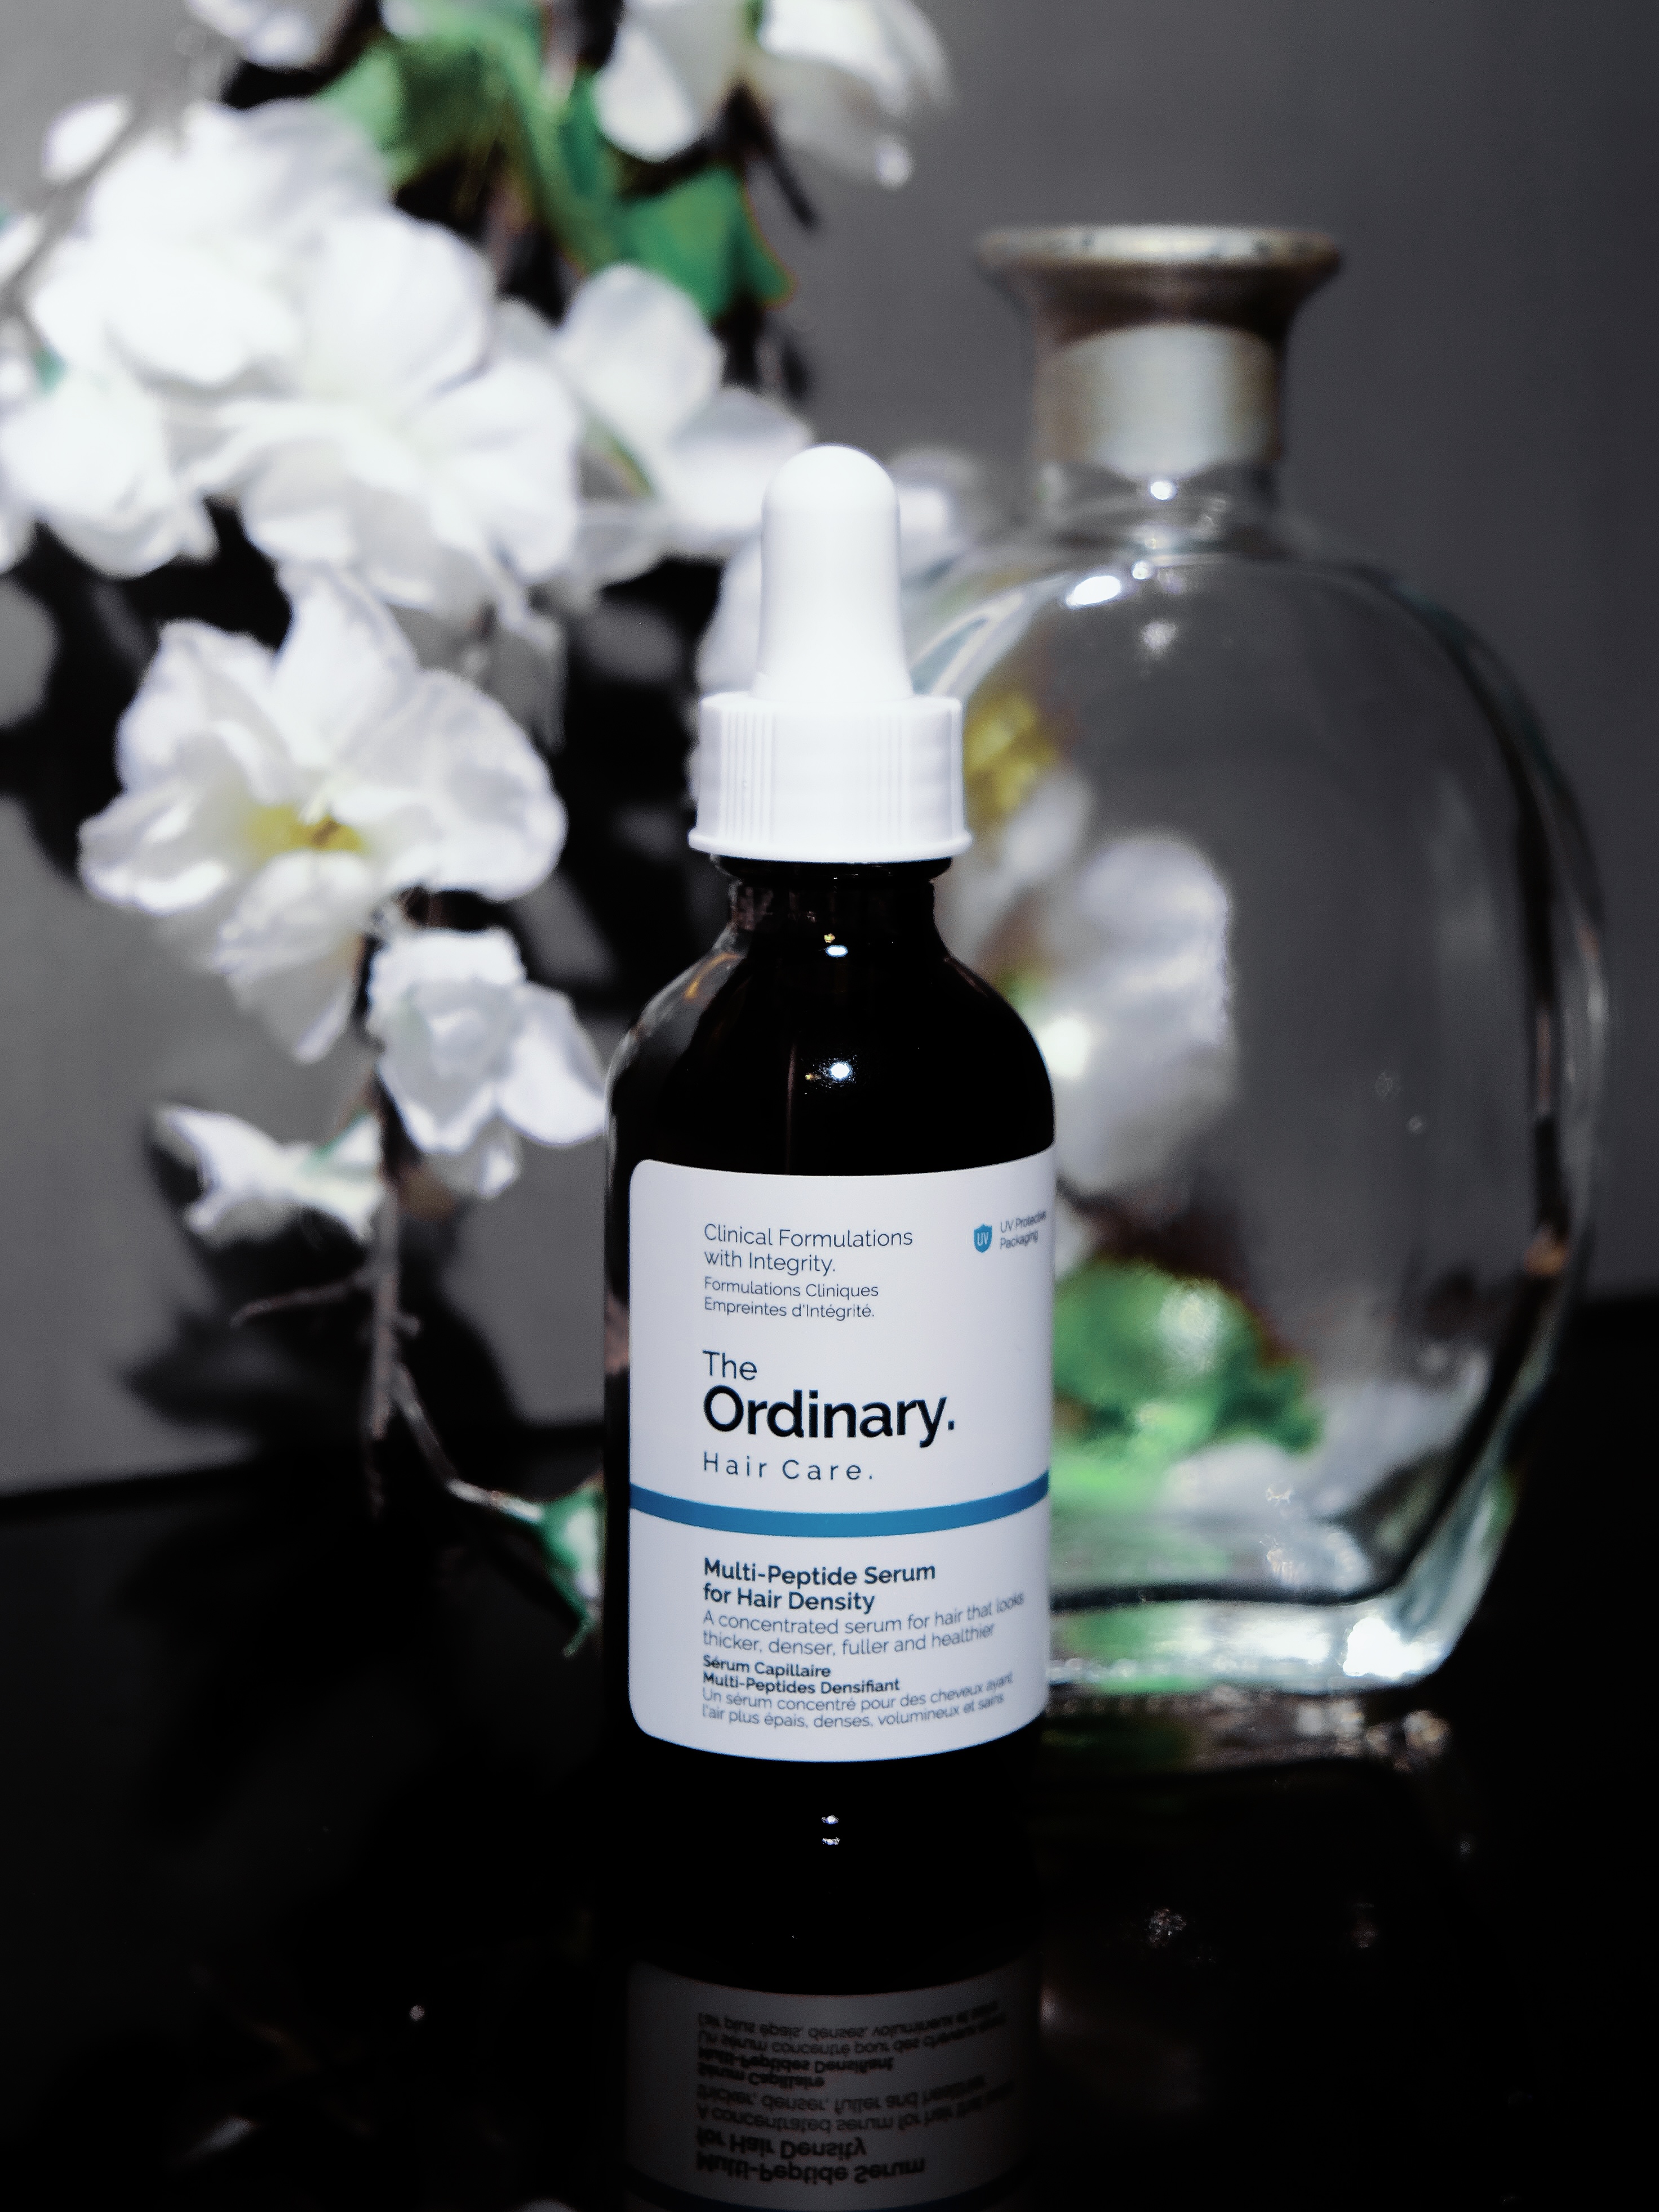 Clinical Formulations
with Integrity.
Formulations Cliniques
Empreintes d'Intégrité.
UV
UV Protective
Packaging
The
Ordinary.
Hair Care.
Multi-Peptide Serum
for Hair Density
A concentrated serum for hair that looks
thicker, denser, fuller and healthier
Sérum Capillaire
Multi-Peptides Densifiant
Un sérum concentré pour des cheveux ayant
l'air plus épais, denses, volumineux et sains